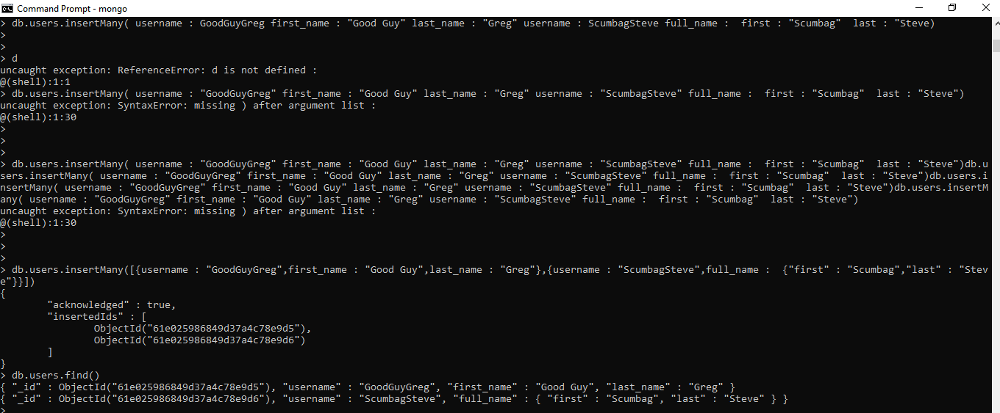 Command Prompt - mongo
> db.users.insertMany( username : GoodGuyGreg first_name : "Good Guy" last_name : "Greg" username : ScumbagSteve full_name :  first : "Scumbag"  last : "Steve)
>
>
> d
uncaught exception: ReferenceError: d is not defined :
@(shell):1:1
> db.users.insertMany( username : "GoodGuyGreg" first_name : "Good Guy" last_name : "Greg" username : "ScumbagSteve" full_name :  first : "Scumbag"  last : "Steve")
uncaught exception: SyntaxError: missing ) after argument list :
@(shell):1:30
>
>
>
> db.users.insertMany( username : "GoodGuyGreg" first_name : "Good Guy" last_name : "Greg" username : "ScumbagSteve" full_name :  first : "Scumbag"  last : "Steve")db.u
sers.insertMany( username : "GoodGuyGreg" first_name : "Good Guy" last_name : "Greg" username : "ScumbagSteve" full_name :  first : "Scumbag"  last : "Steve")db.users.i
nsertMany( username : "GoodGuyGreg" first_name : "Good Guy" last_name : "Greg" username : "ScumbagSteve" full_name :  first : "Scumbag"  last : "Steve")db.users.insertM
any( username : "GoodGuyGreg" first_name : "Good Guy" last_name : "Greg" username : "ScumbagSteve" full_name :  first : "Scumbag"  last : "Steve")
uncaught exception: SyntaxError: missing ) after argument list :
@(shell):1:30
>
>
>
> db.users.insertMany([{username : "GoodGuyGreg",first_name : "Good Guy",last_name : "Greg"},{username : "ScumbagSteve",full_name :  {"first" : "Scumbag","last" : "Stev
e"}}])
{
        "acknowledged" : true,
        "insertedIds" : [
                ObjectId("61e025986849d37a4c78e9d5"),
                ObjectId("61e025986849d37a4c78e9d6")
        ]
}
> db.users.find()
{ "_id" : ObjectId("61e025986849d37a4c78e9d5"), "username" : "GoodGuyGreg", "first_name" : "Good Guy", "last_name" : "Greg" }
{ "_id" : ObjectId("61e025986849d37a4c78e9d6"), "username" : "ScumbagSteve", "full_name" : { "first" : "Scumbag", "last" : "Steve" } }
>